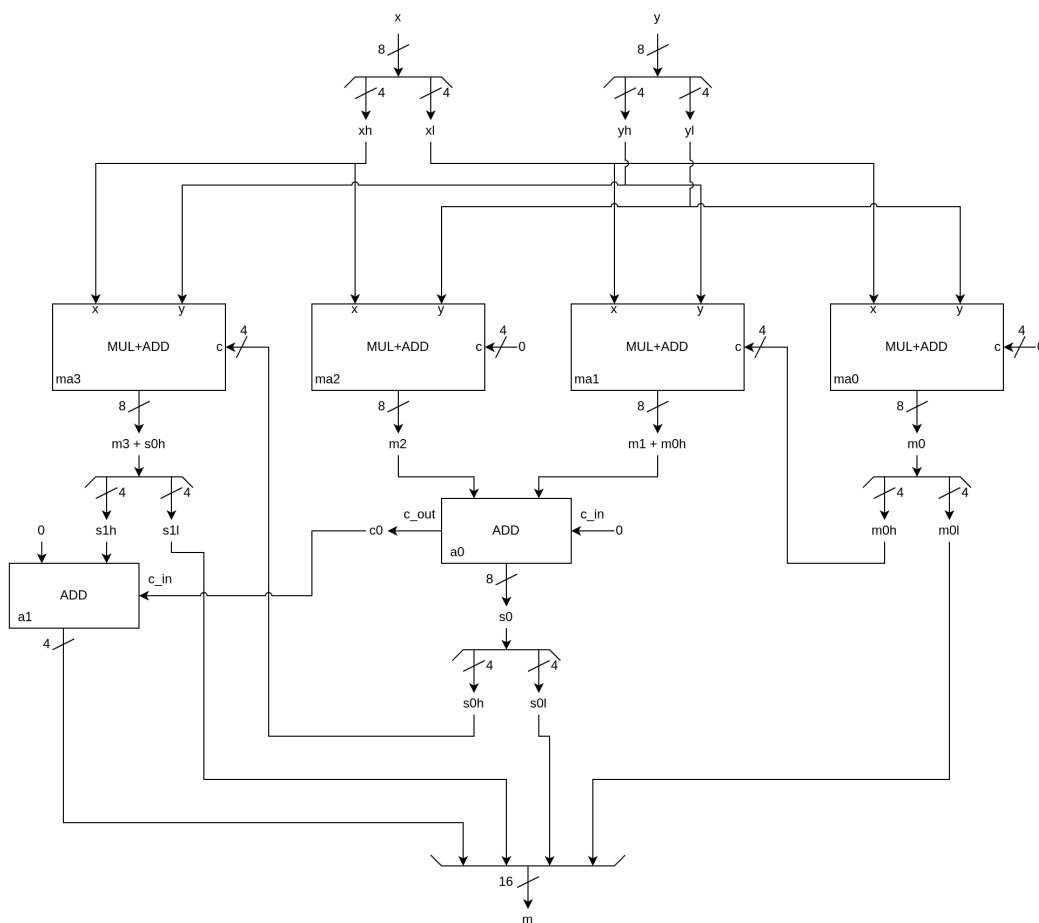 x y
8 8
4 4 4 4
xh xl yh yl
x y x y x y x y
4 4 4 4
MUL+ADD c MUL+ADD c 0 MUL+ADD c MUL+ADD c 0
ma3 ma2 ma1 ma0
8 8 8 8
m3 + s0h m2 m1 + m0h m0
4 4 4 4
c_out c_in
0 s1h s1l c0 ADD 0 m0h m0l
a0
c_in 8
ADD
a1 s0
4
4 4
s0h s0l
16
m